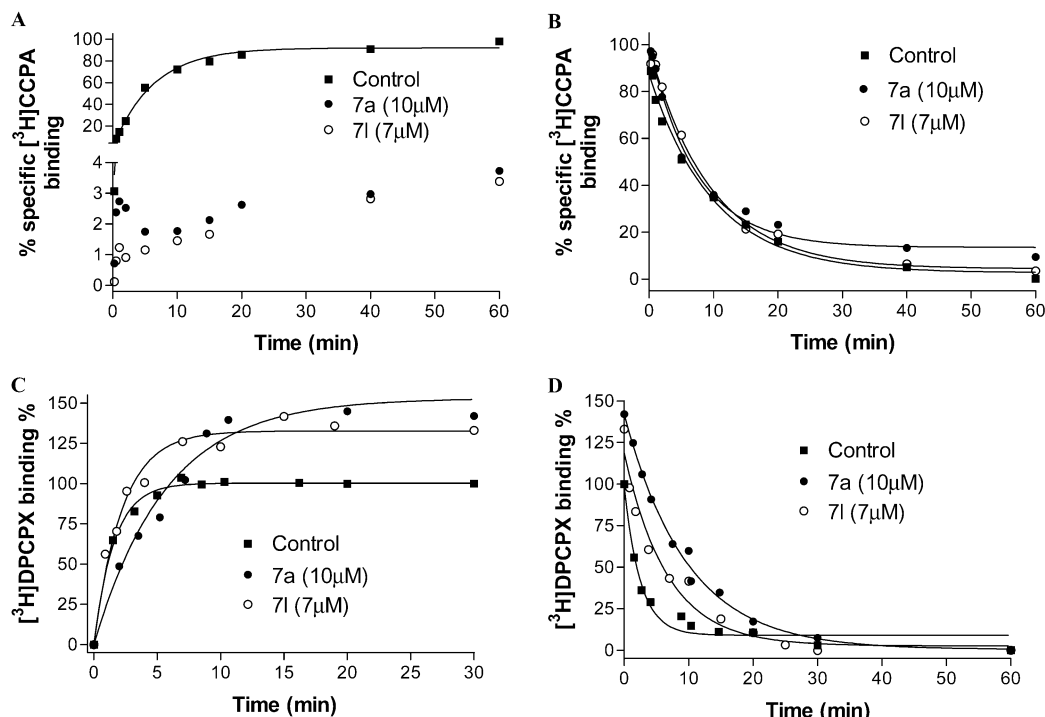 A
% specific [³H]CCPA
binding
100
80
60
40
20
4
3
2
1
0
0 10 20 30 40 50 60
Time (min)
Control
7a (10μM)
7l (7μM)
B
% specific [³H]CCPA
binding
100
80
60
40
20
0
0 10 20 30 40 50 60
Time (min)
Control
7a (10μM)
7l (7μM)
C
[³H]DPCPX binding %
150
125
100
75
50
25
0
0 5 10 15 20 25 30
Time (min)
Control
7a (10μM)
7l (7μM)
D
[³H]DPCPX binding %
150
125
100
75
50
25
0
0 10 20 30 40 50 60
Time (min)
Control
7a (10μM)
7l (7μM)